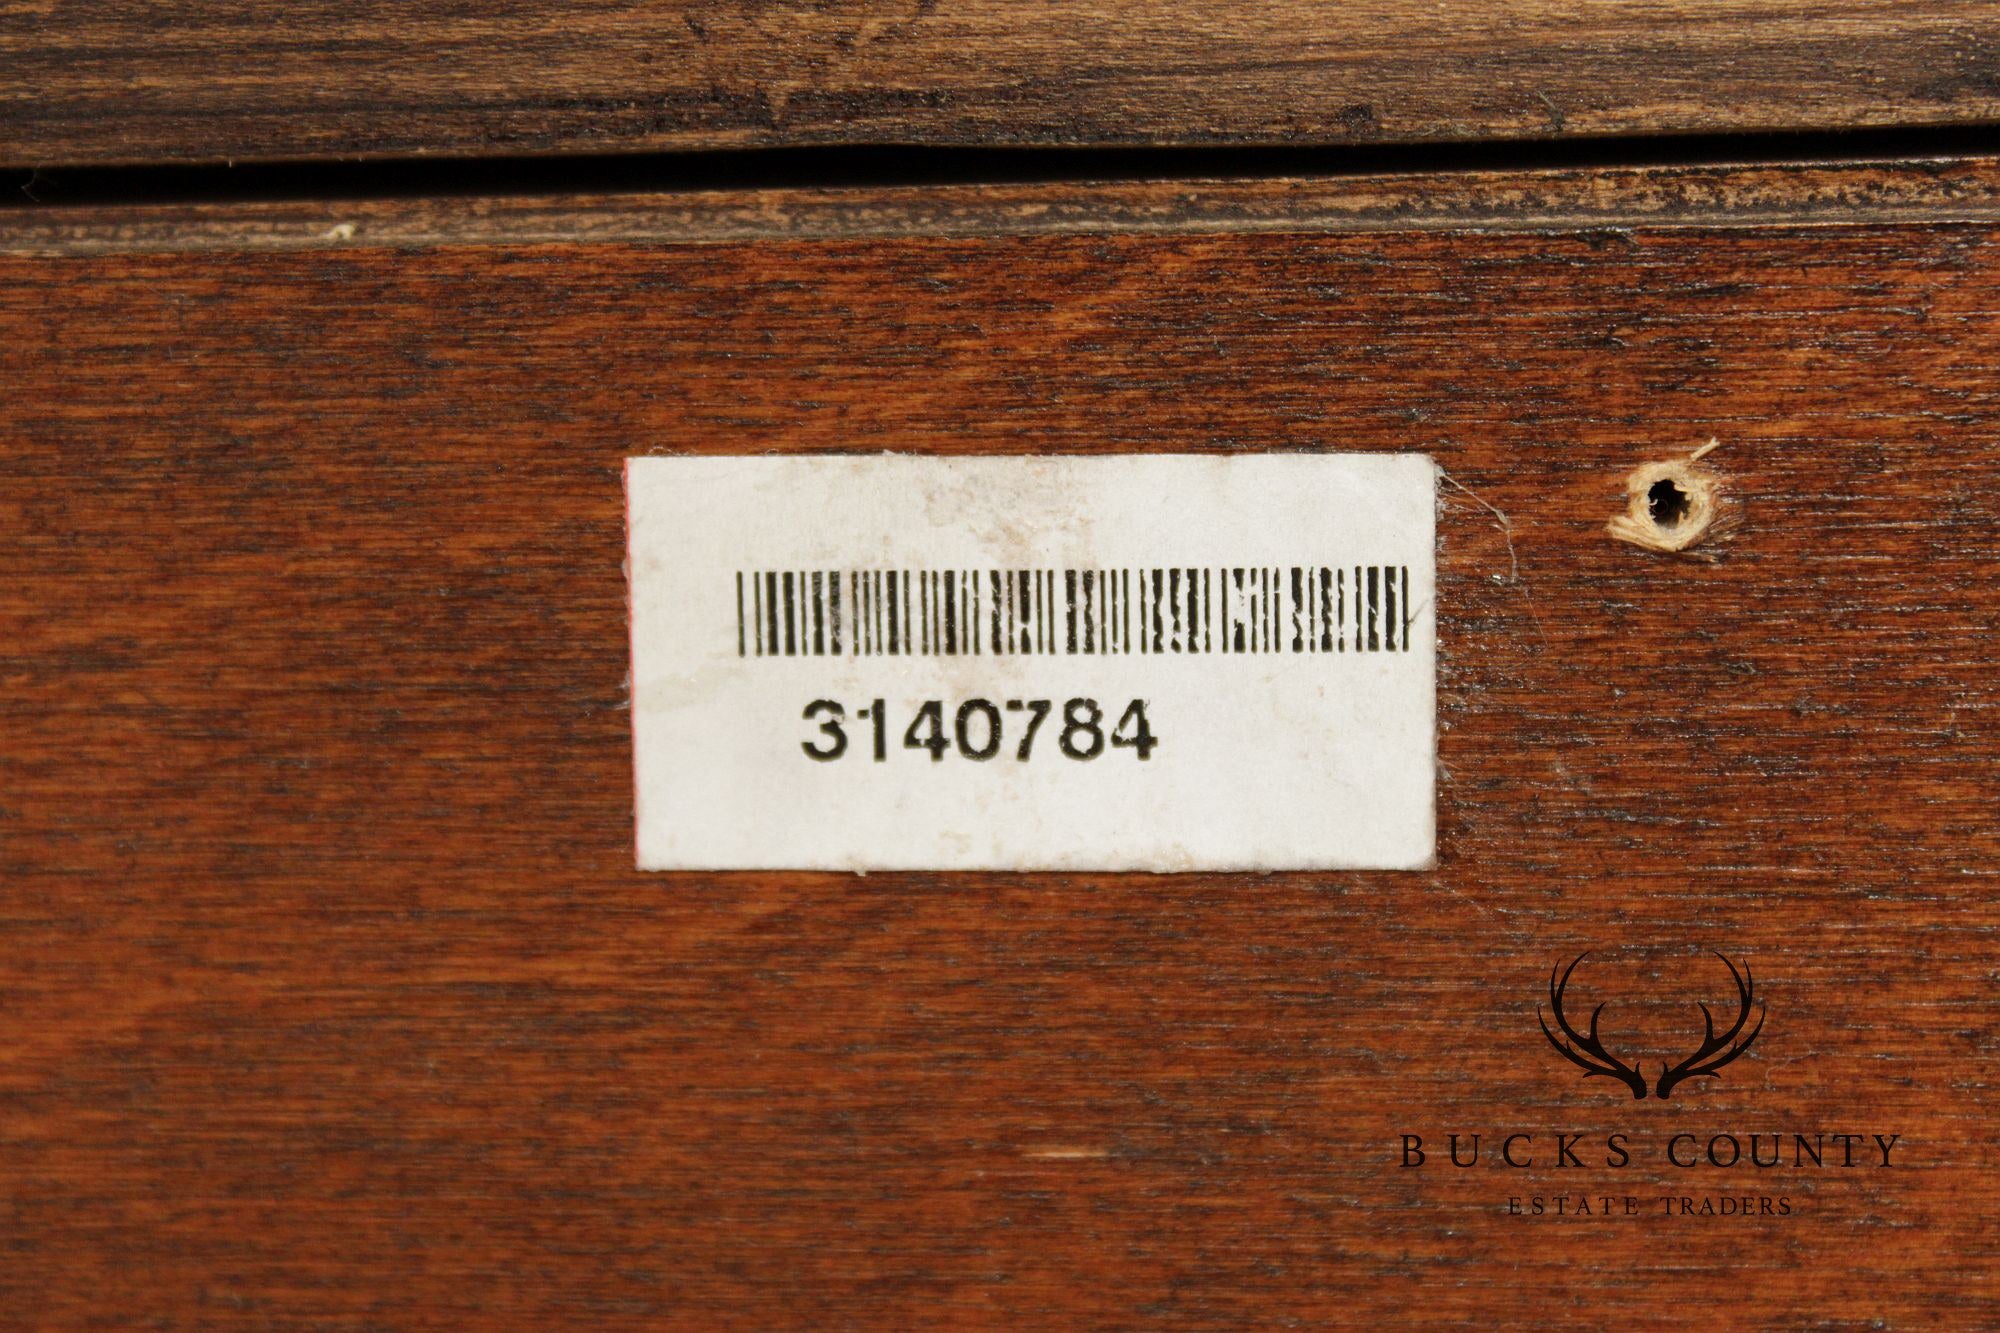 3140784
BUCKS COUNTY
ESTATE TRADERS